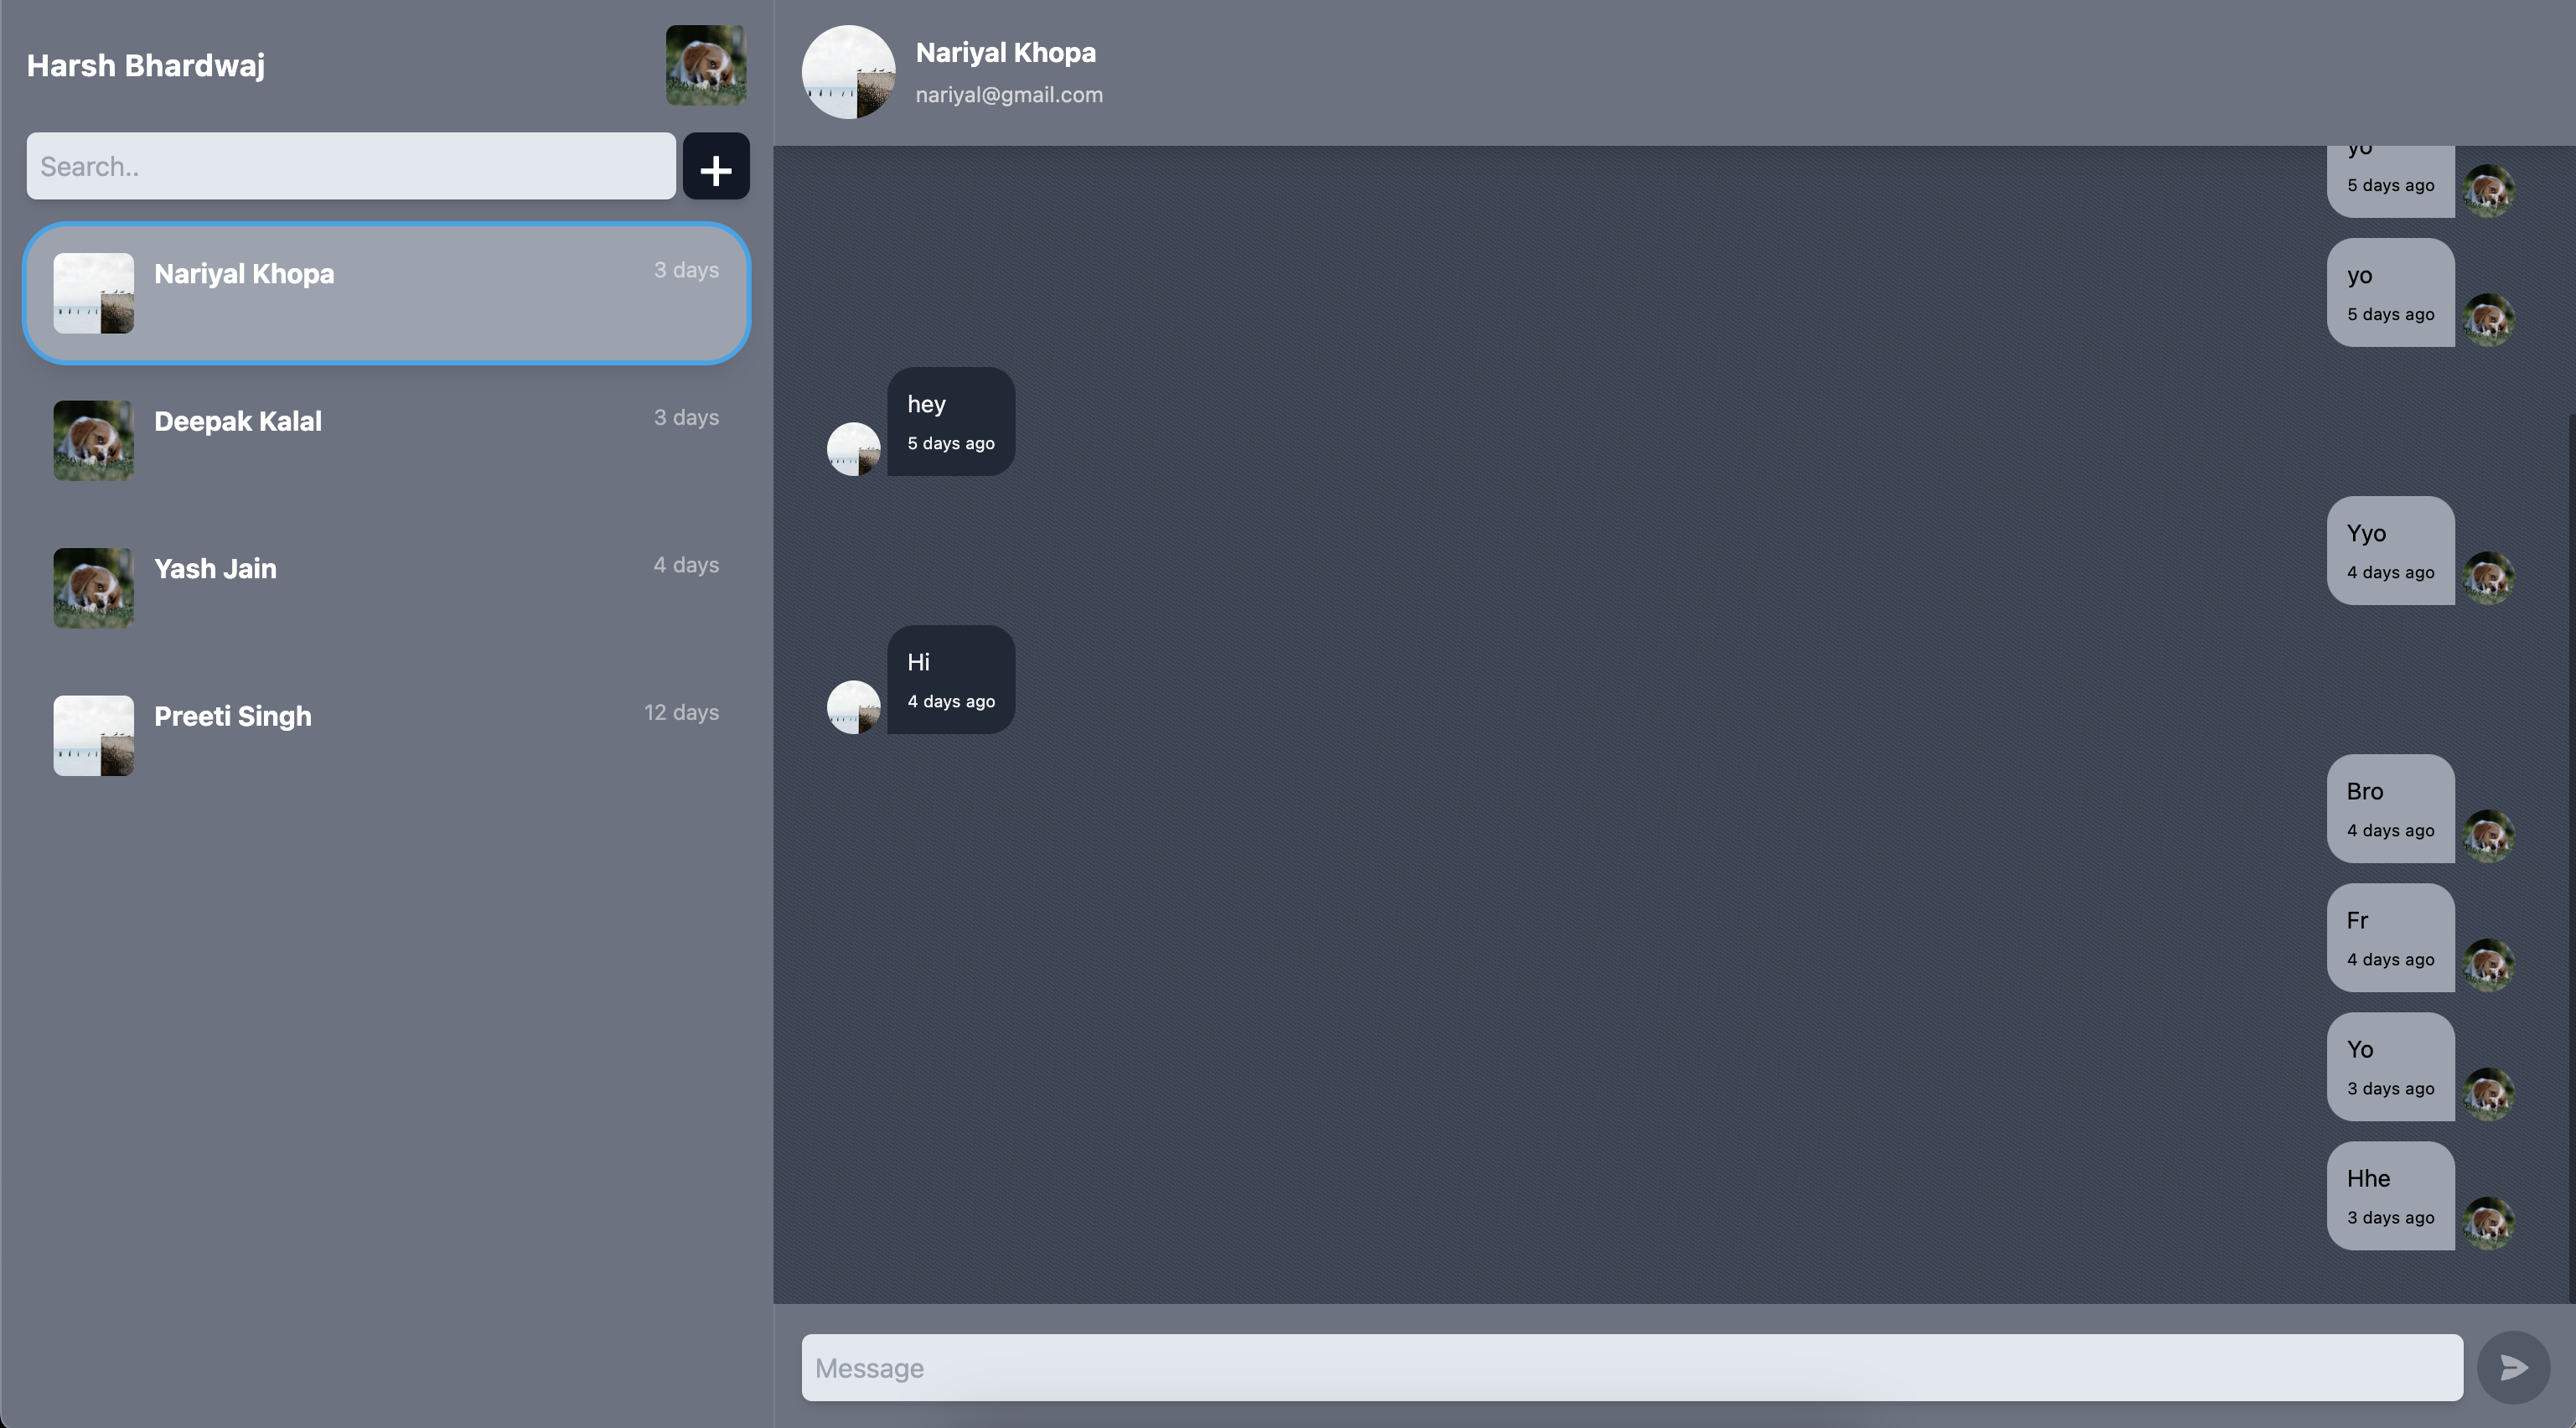 Harsh Bhardwaj
Search..
Nariyal Khopa
3 days
Deepak Kalal
3 days
Yash Jain
4 days
Preeti Singh
12 days
Nariyal Khopa
nariyal@gmail.com
yo
5 days ago
yo
5 days ago
hey
5 days ago
Yyo
4 days ago
Hi
4 days ago
Bro
4 days ago
Fr
4 days ago
Yo
3 days ago
Hhe
3 days ago
Message